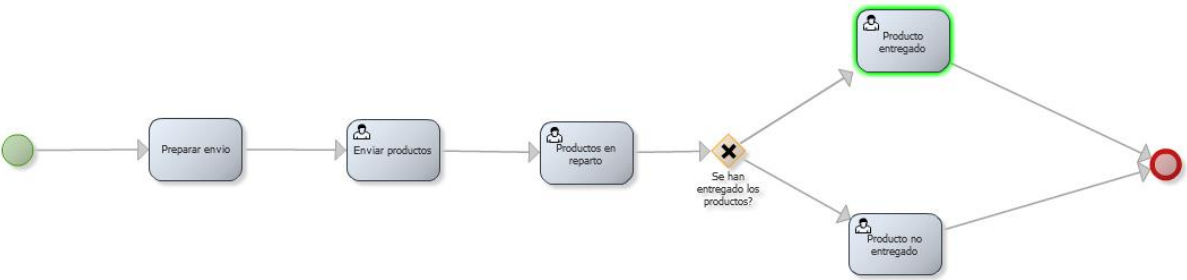 Preparar envio
Enviar productos
Productos en
reparto
Se han
entregado los
productos?
Producto
entregado
Producto no
entregado